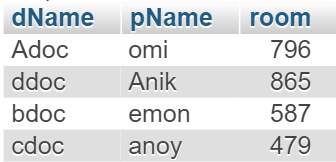 dName pName room
Adoc omi 796
ddoc Anik 865
bdoc emon 587
cdoc anoy 479